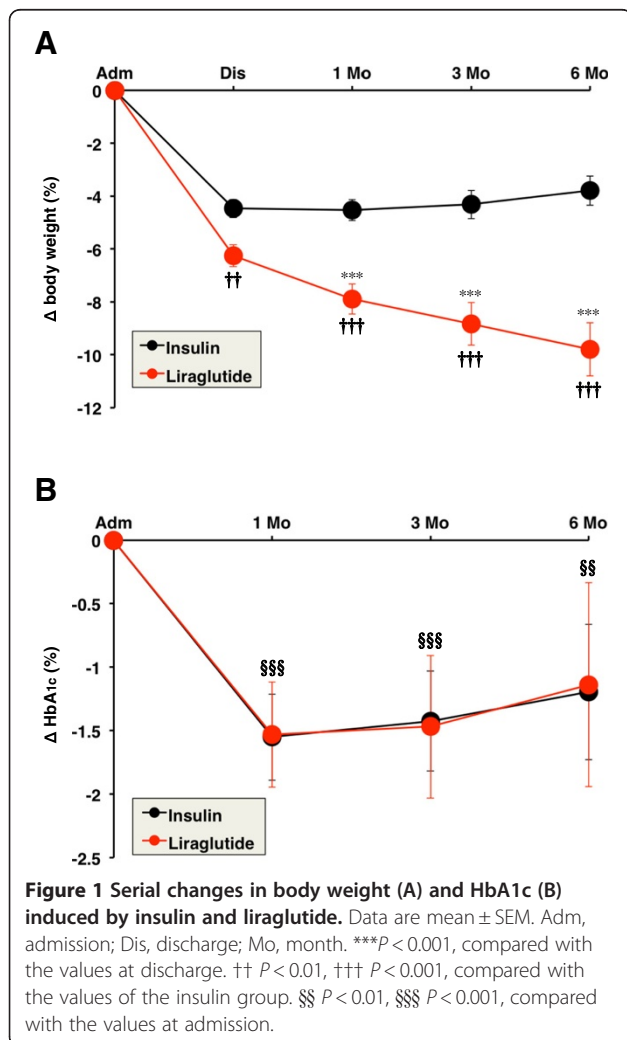 A
Adm Dis 1 Mo 3 Mo 6 Mo
0
-2
-4
-6
-8
-10
-12
Δ body weight (%)
††
***
†††
***
†††
***
†††
Insulin
Liraglutide
B
Adm 1 Mo 3 Mo 6 Mo
0
-0.5
-1
-1.5
-2
-2.5
Δ HbA1c (%)
§§§
§§§
§§
Insulin
Liraglutide
Figure 1 Serial changes in body weight (A) and HbA1c (B)
induced by insulin and liraglutide. Data are mean ± SEM. Adm,
admission; Dis, discharge; Mo, month. ***P < 0.001, compared with
the values at discharge. †† P < 0.01, ††† P < 0.001, compared with
the values of the insulin group. §§ P < 0.01, §§§ P < 0.001, compared
with the values at admission.